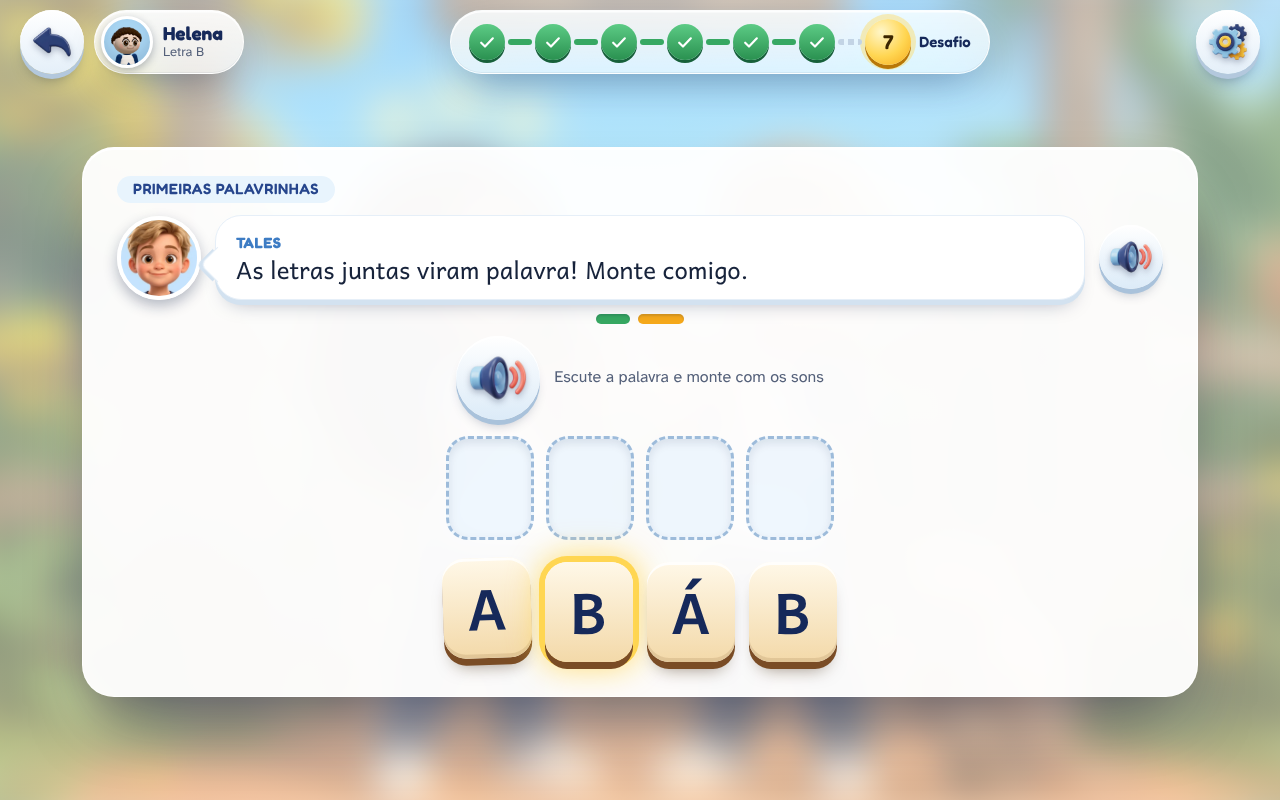 Helena
Letra B
7
Desafio
PRIMEIRAS PALAVRINHAS
TALES
As letras juntas viram palavra! Monte comigo.
Escute a palavra e monte com os sons
A B Á B